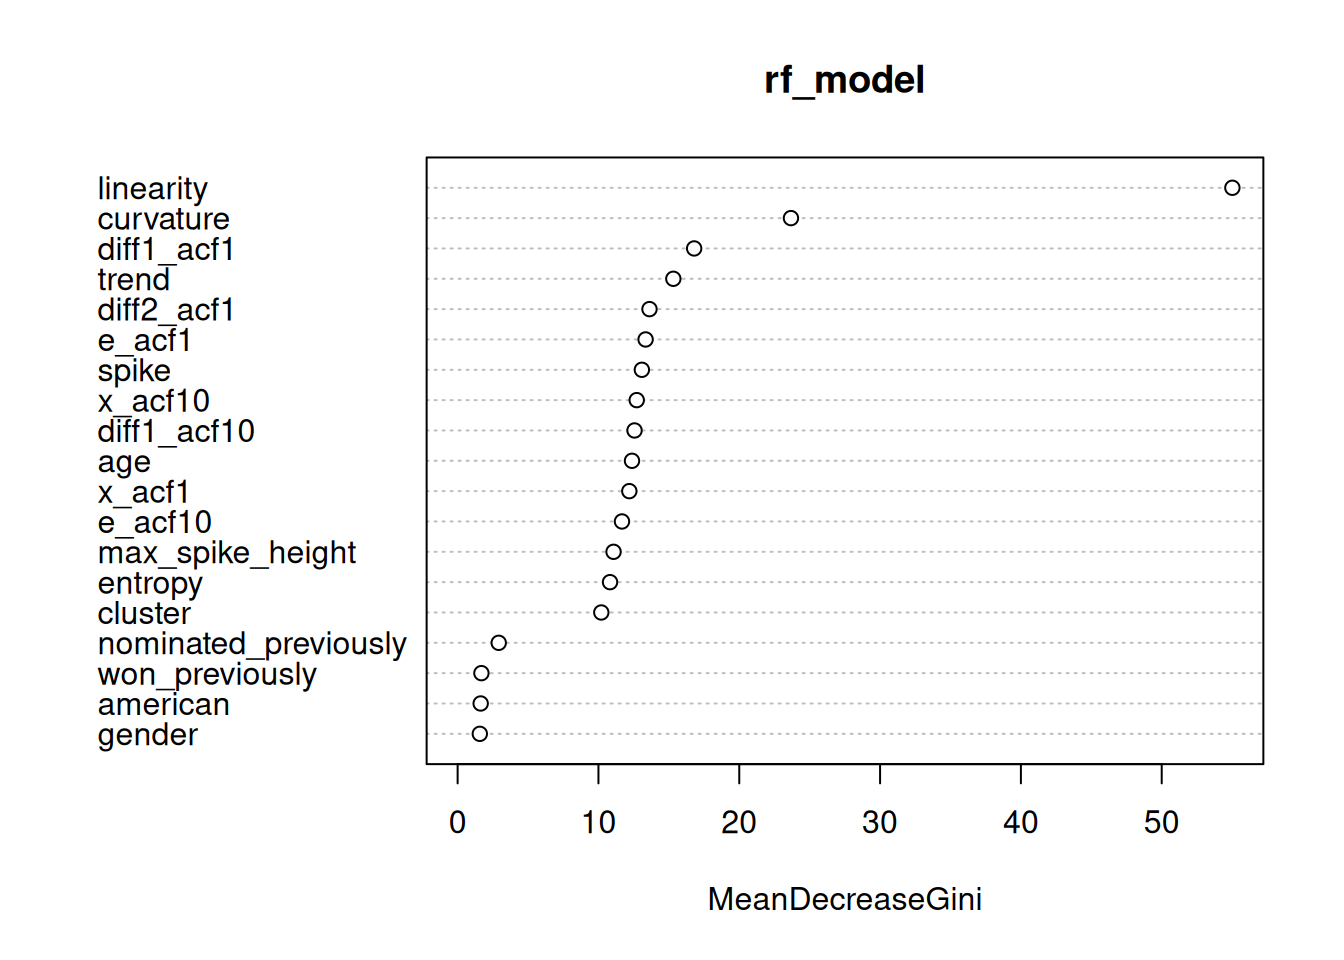 rf_model
linearity
curvature
diff1_acf1
trend
diff2_acf1
e_acf1
spike
x_acf10
diff1_acf10
age
x_acf1
e_acf10
max_spike_height
entropy
cluster
nominated_previously
won_previously
american
gender
0 10 20 30 40 50
MeanDecreaseGini